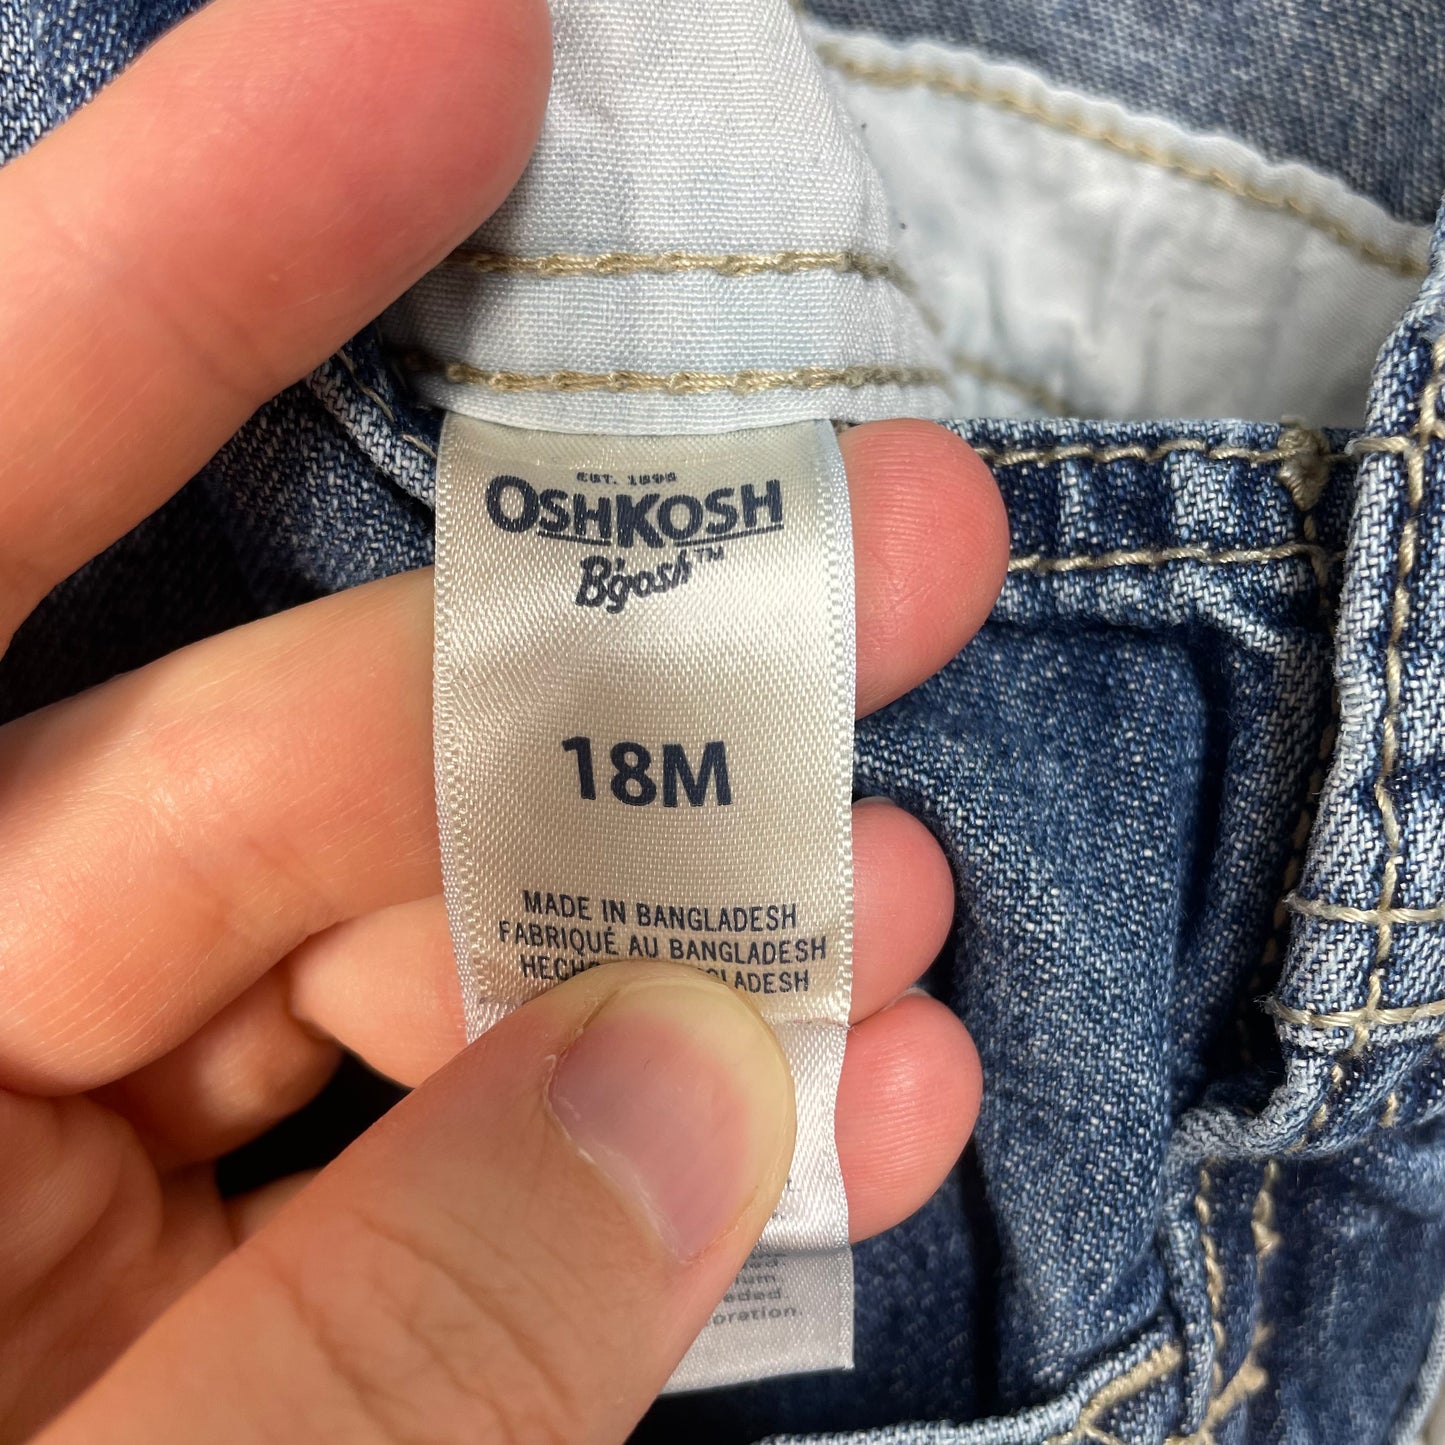 EST. 1895
OSHKOSH
B'gosh™
18M
MADE IN BANGLADESH
FABRIQUÉ AU BANGLADESH